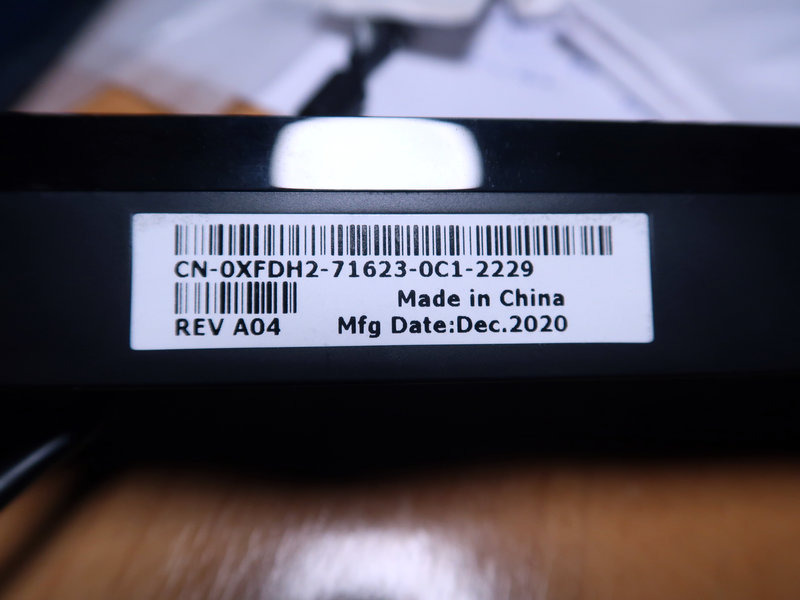 CN-0XFDH2-71623-0C1-2229
Made in China
REV A04 Mfg Date:Dec.2020